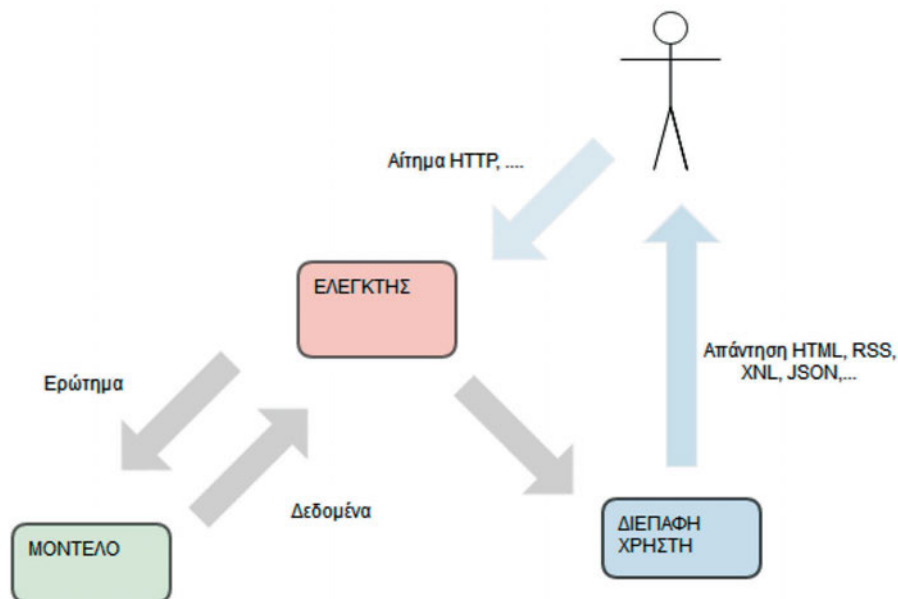 Αίτημα HTTP, ....
ΕΛΕΓΚΤΗΣ
Απάντηση HTML, RSS,
XNL, JSON,...
Ερώτημα
Δεδομένα
ΔΙΕΠΑΦΗ
ΧΡΗΣΤΗ
ΜΟΝΤΕΛΟ